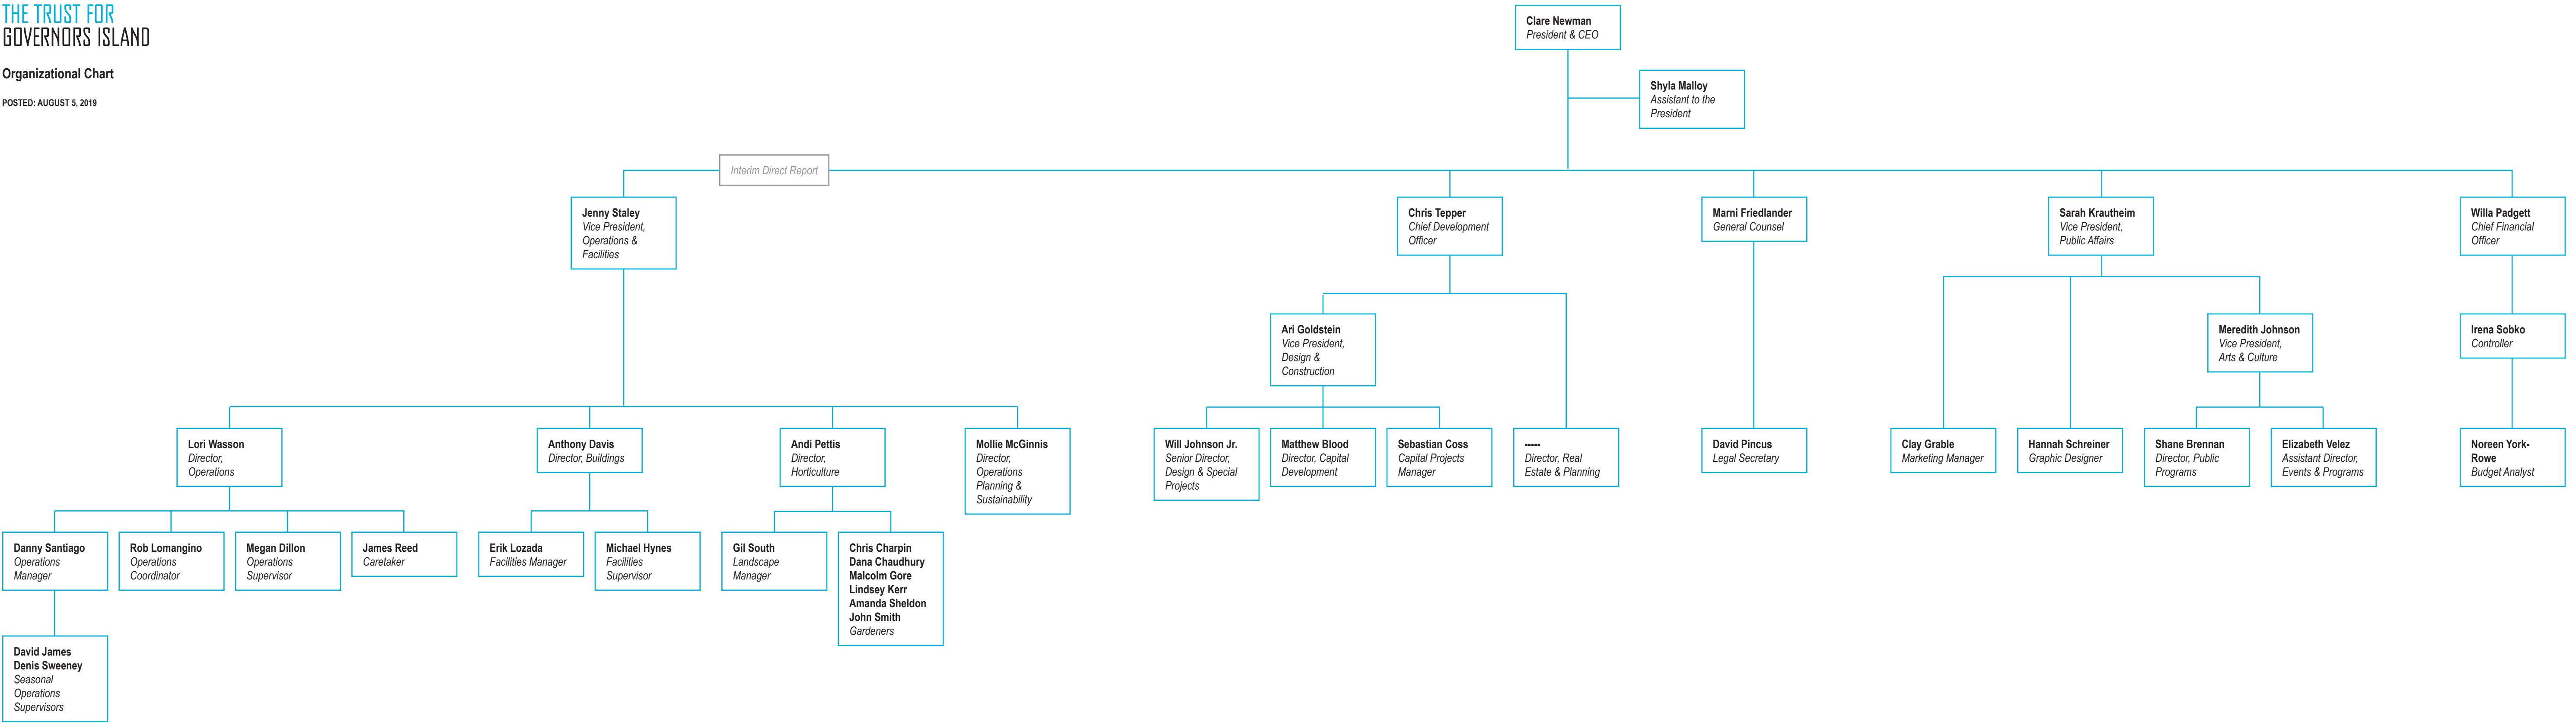 THE TRUST FOR
GOVERNORS ISLAND
Organizational Chart
POSTED: AUGUST 5, 2019
Clare Newman
President & CEO
Shyla Malloy
Assistant to the
President
Interim Direct Report
Jenny Staley
Vice President,
Operations &
Facilities
Chris Tepper
Chief Development
Officer
Marni Friedlander
General Counsel
Sarah Krautheim
Vice President,
Public Affairs
Willa Padgett
Chief Financial
Officer
Ari Goldstein
Vice President,
Design &
Construction
Meredith Johnson
Vice President,
Arts & Culture
Irena Sobko
Controller
Lori Wasson
Director,
Operations
Anthony Davis
Director, Buildings
Andi Pettis
Director,
Horticulture
Mollie McGinnis
Director,
Operations
Planning &
Sustainability
Will Johnson Jr.
Senior Director,
Design & Special
Projects
Matthew Blood
Director, Capital
Development
Sebastian Coss
Capital Projects
Manager
-----
Director, Real
Estate & Planning
David Pincus
Legal Secretary
Clay Grable
Marketing Manager
Hannah Schreiner
Graphic Designer
Shane Brennan
Director, Public
Programs
Elizabeth Velez
Assistant Director,
Events & Programs
Noreen York-
Rowe
Budget Analyst
Danny Santiago
Operations
Manager
Rob Lomangino
Operations
Coordinator
Megan Dillon
Operations
Supervisor
James Reed
Caretaker
Erik Lozada
Facilities Manager
Michael Hynes
Facilities
Supervisor
Gil South
Landscape
Manager
Chris Charpin
Dana Chaudhury
Malcolm Gore
Lindsey Kerr
Amanda Sheldon
John Smith
Gardeners
David James
Denis Sweeney
Seasonal
Operations
Supervisors